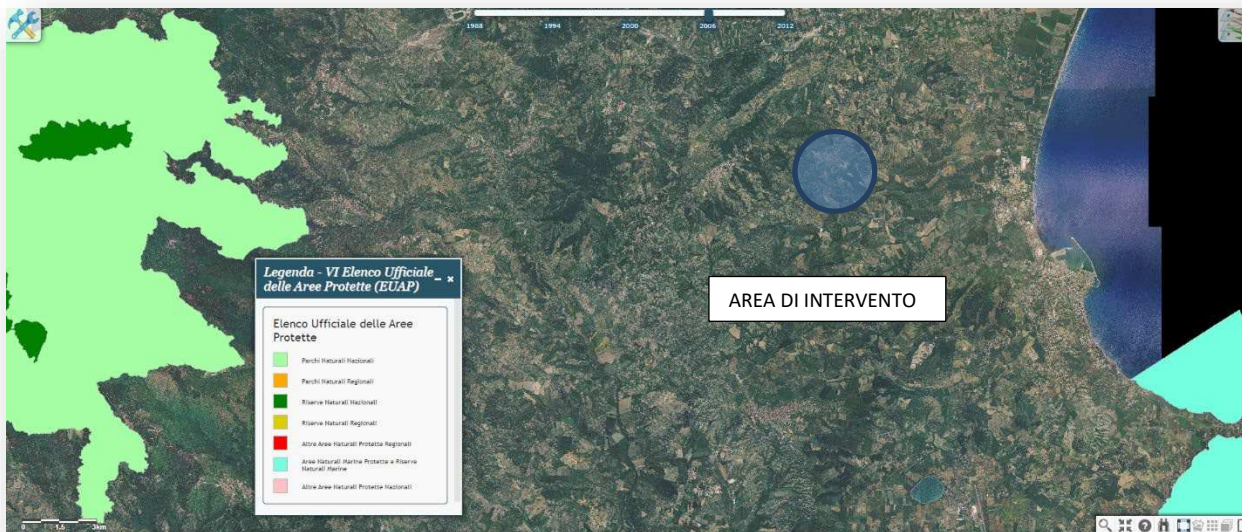 1988 1994 2000 2006 2012
AREA DI INTERVENTO
Legenda - VI Elenco Ufficiale
delle Aree Protette (EUAP)
Elenco Ufficiale delle Aree
Protette
Parchi Naturali Nazionali
Parchi Naturali Regionali
Riserve Naturali Nazionali
Riserve Naturali Regionali
Altre Aree Naturali Protette Regionali
Aree Naturali Marine Protette e Riserve
Naturali Marine
Altre Aree Naturali Protette Nazionali
0 1.5 3km